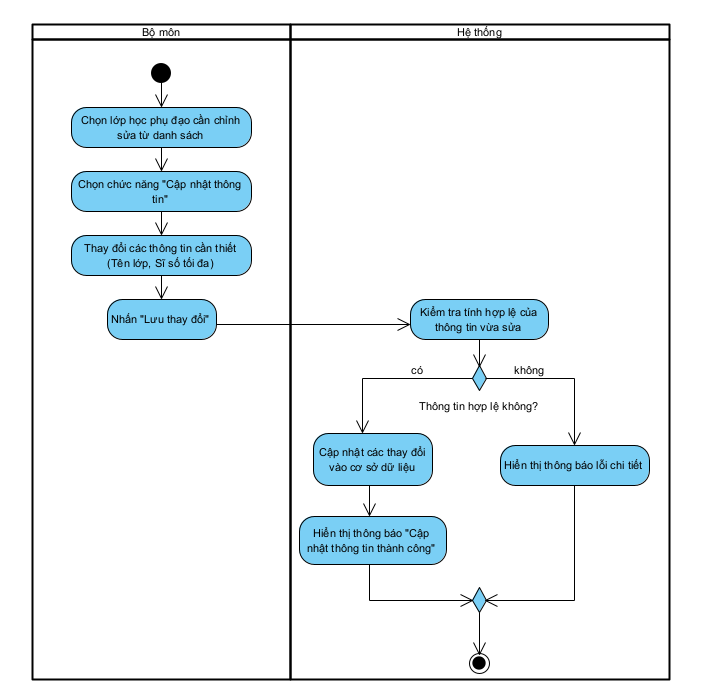 Bộ môn
Hệ thống
Chọn lớp học phụ đạo cần chỉnh
sửa từ danh sách
Chọn chức năng "Cập nhật thông
tin"
Thay đổi các thông tin cần thiết
(Tên lớp, Sĩ số tối đa)
Nhấn "Lưu thay đổi"
Kiểm tra tính hợp lệ của
thông tin vừa sửa
có
không
Thông tin hợp lệ không?
Cập nhật các thay đổi
vào cơ sở dữ liệu
Hiển thị thông báo lỗi chi tiết
Hiển thị thông báo "Cập
nhật thông tin thành công"